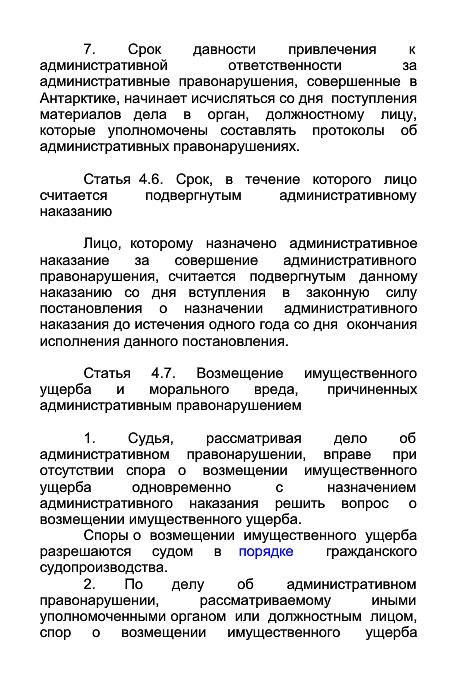 7. Срок давности привлечения к
административной ответственности за
административные правонарушения, совершенные в
Антарктике, начинает исчисляться со дня поступления
материалов дела в орган, должностному лицу,
которые уполномочены составлять протоколы об
административных правонарушениях.
Статья 4.6. Срок, в течение которого лицо
считается подвергнутым административному
наказанию
Лицо, которому назначено административное
наказание за совершение административного
правонарушения, считается подвергнутым данному
наказанию со дня вступления в законную силу
постановления о назначении административного
наказания до истечения одного года со дня окончания
исполнения данного постановления.
Статья 4.7. Возмещение имущественного
ущерба и морального вреда, причиненных
административным правонарушением
1. Судья, рассматривая дело об
административном правонарушении, вправе при
отсутствии спора о возмещении имущественного
ущерба одновременно с назначением
административного наказания решить вопрос о
возмещении имущественного ущерба.
Споры о возмещении имущественного ущерба
разрешаются судом в порядке гражданского
судопроизводства.
2. По делу об административном
правонарушении, рассматриваемому иными
уполномоченными органом или должностным лицом,
спор о возмещении имущественного ущерба